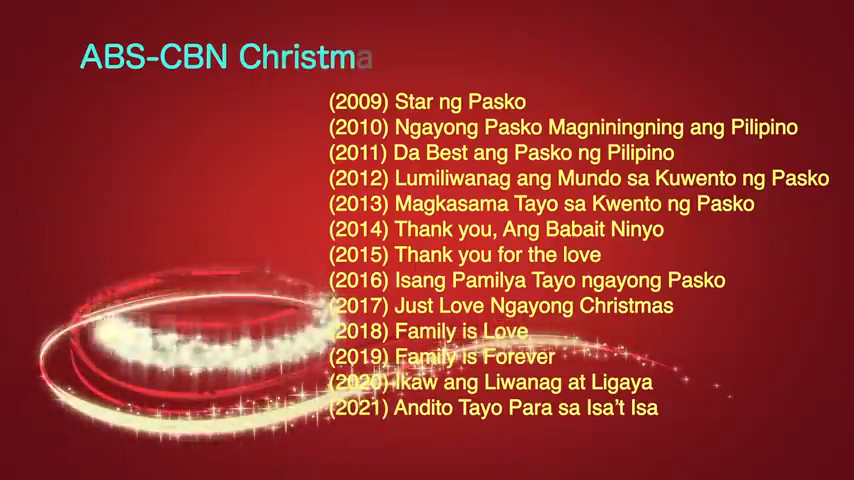 ABS-CBN Christma
(2009) Star ng Pasko
(2010) Ngayong Pasko Magniningning ang Pilipino
(2011) Da Best ang Pasko ng Pilipino
(2012) Lumiliwanag ang Mundo sa Kuwento ng Pasko
(2013) Magkasama Tayo sa Kwento ng Pasko
(2014) Thank you, Ang Babait Ninyo
(2015) Thank you for the love
(2016) Isang Pamilya Tayo ngayong Pasko
(2017) Just Love Ngayong Christmas
(2018) Family is Love
(2019) Family is Forever
(2020) Ikaw ang Liwanag at Ligaya
(2021) Andito Tayo Para sa Isa't Isa